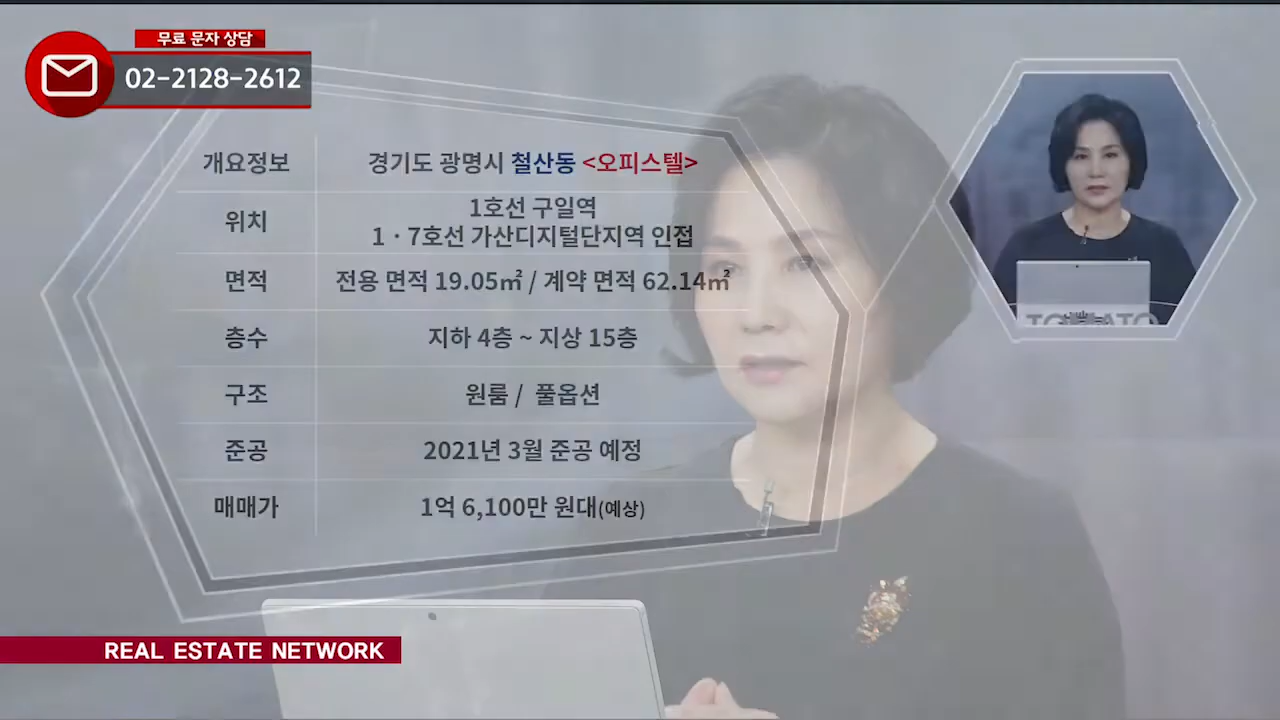 무료 문자 상담
02-2128-2612
개요정보 경기도 광명시 철산동 <오피스텔>
위치 1호선 구일역
1·7호선 가산디지털단지역 인접
면적 전용 면적 19.05㎡ / 계약 면적 62.14㎡
층수 지하 4층 ~ 지상 15층
구조 원룸 / 풀옵션
준공 2021년 3월 준공 예정
매매가 1억 6,100만 원대(예상)
REAL ESTATE NETWORK